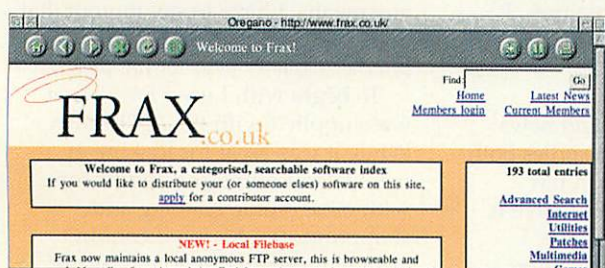 Oregano - http://www.frax.co.uk/
Welcome to Frax!
Find:
Go
Home
Latest News
Members login
Current Members
FRAX.co.uk
Welcome to Frax, a categorised, searchable software index
If you would like to distribute your (or someone elses) software on this site,
apply for a contributor account.
193 total entries
Advanced Search
Internet
Utilities
Patches
Multimedia
Games
NEW! - Local Filebase
Frax now maintains a local anonymous FTP server, this is browseable and